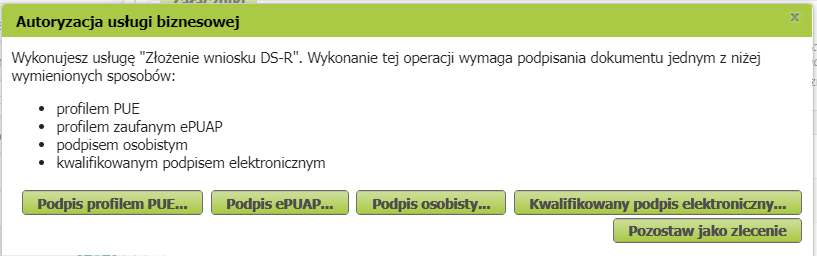 Autoryzacja usługi biznesowej x
Wykonujesz usługę "Złożenie wniosku DS-R". Wykonanie tej operacji wymaga podpisania dokumentu jednym z niżej
wymienionych sposobów:
• profilem PUE
• profilem zaufanym ePUAP
• podpisem osobistym
• kwalifikowanym podpisem elektronicznym
Podpis profilem PUE... Podpis ePUAP... Podpis osobisty... Kwalifikowany podpis elektroniczny...
Pozostaw jako zlecenie